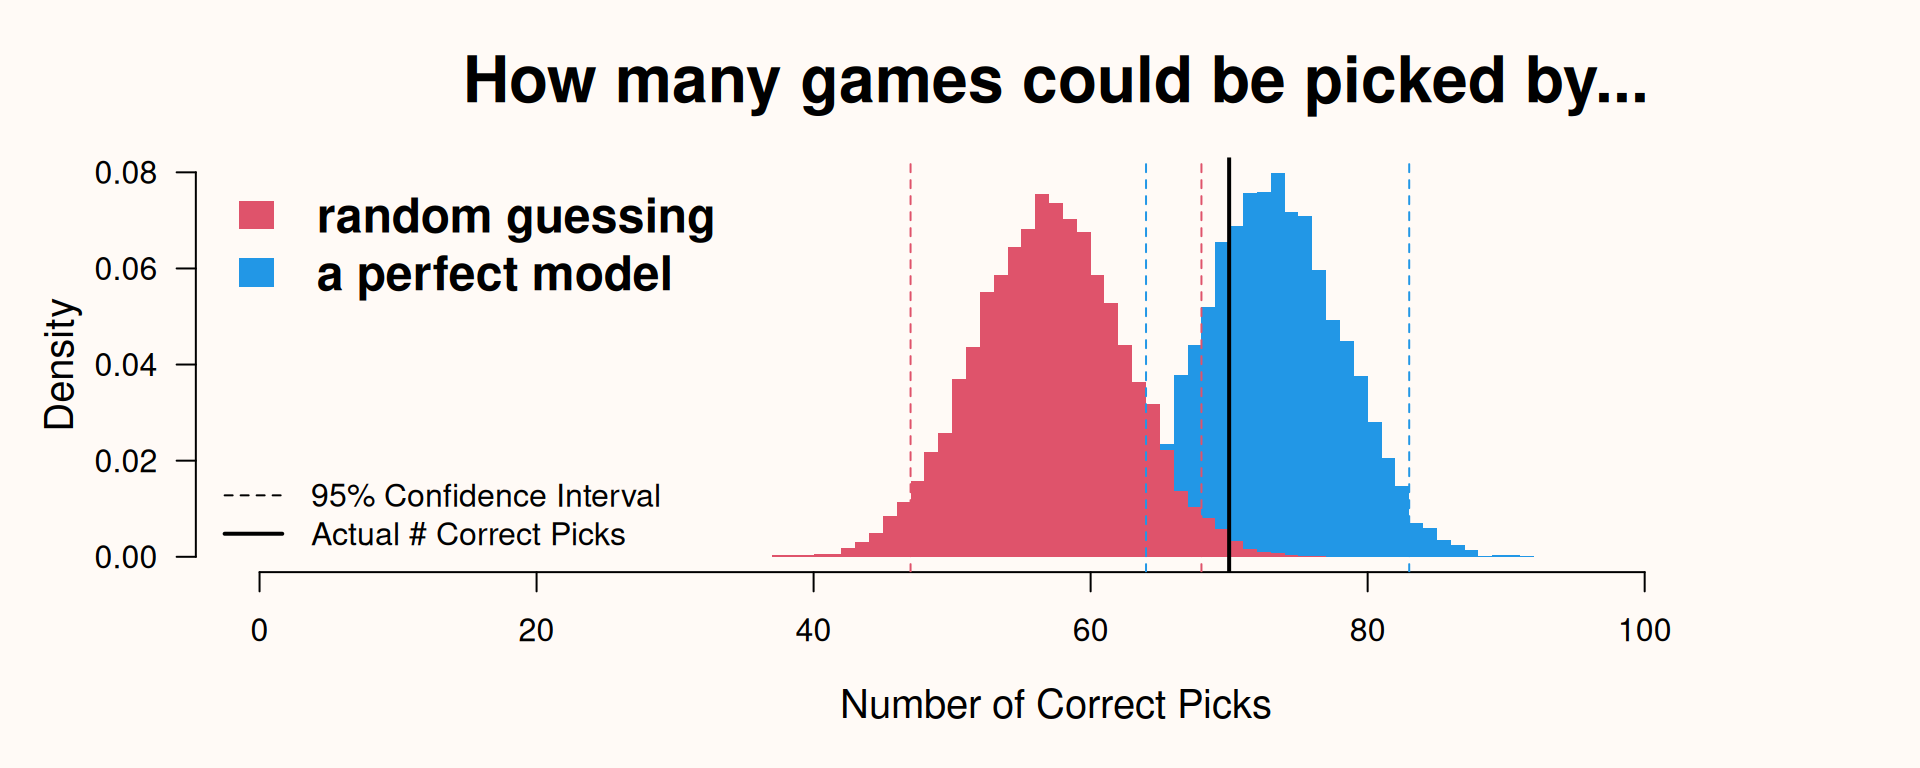 How many games could be picked by...
random guessing
a perfect model
95% Confidence Interval
Actual # Correct Picks
Density
0.08
0.06
0.04
0.02
0.00
0 20 40 60 80 100
Number of Correct Picks